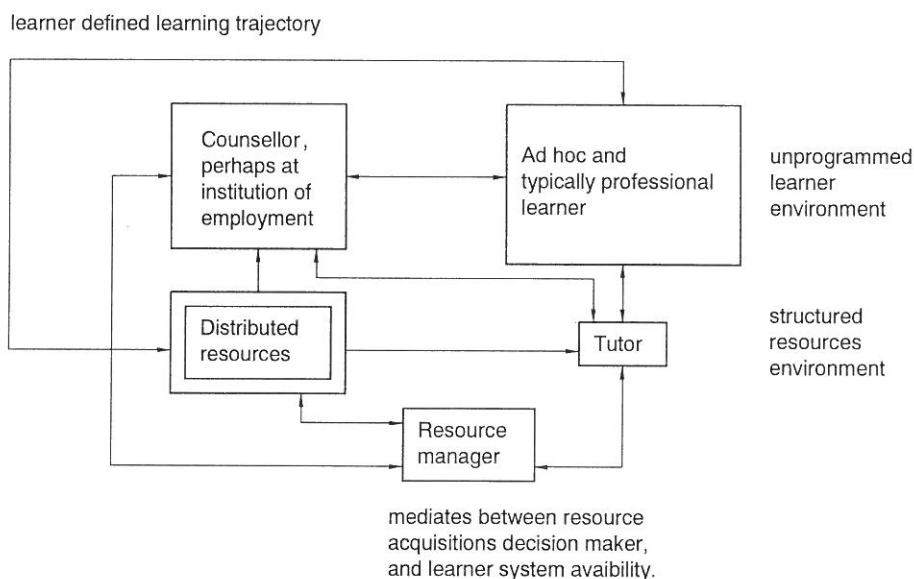 learner defined learning trajectory
Counsellor,
perhaps at
institution of
employment
Ad hoc and
typically professional
learner
unprogrammed
learner
environment
Distributed
resources
Tutor
structured
resources
environment
Resource
manager
mediates between resource
acquisitions decision maker,
and learner system avaibility.